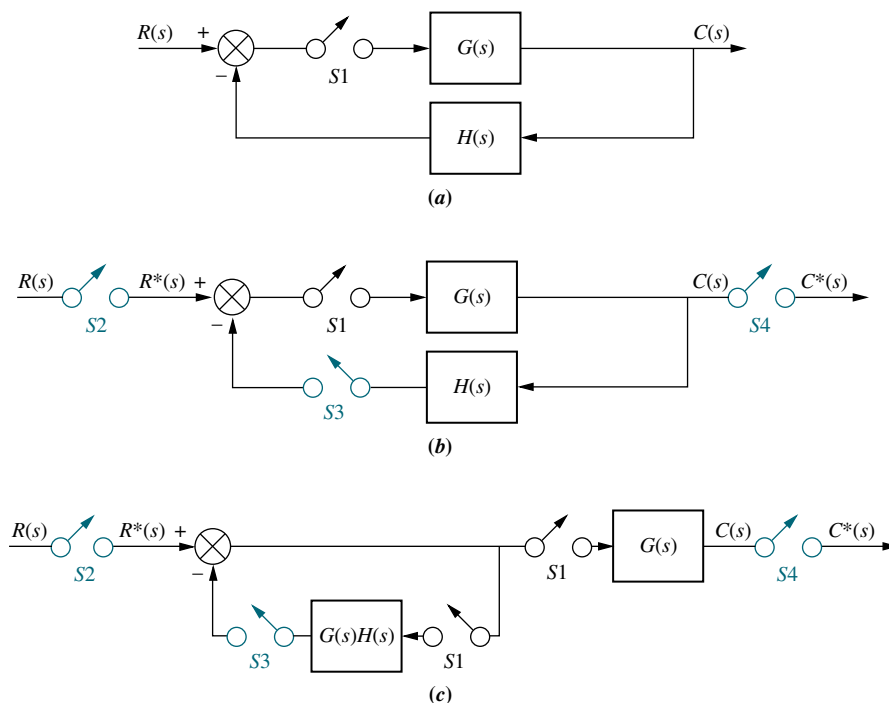 R(s) + C(s)
G(s)
−
S1
H(s)
(a)
R(s) R*(s) + C(s) C*(s)
G(s)
−
S2 S1 S4
H(s)
S3
(b)
R(s) R*(s) + C(s) C*(s)
G(s)
S2 − S1 S4
G(s)H(s)
S3 S1
(c)